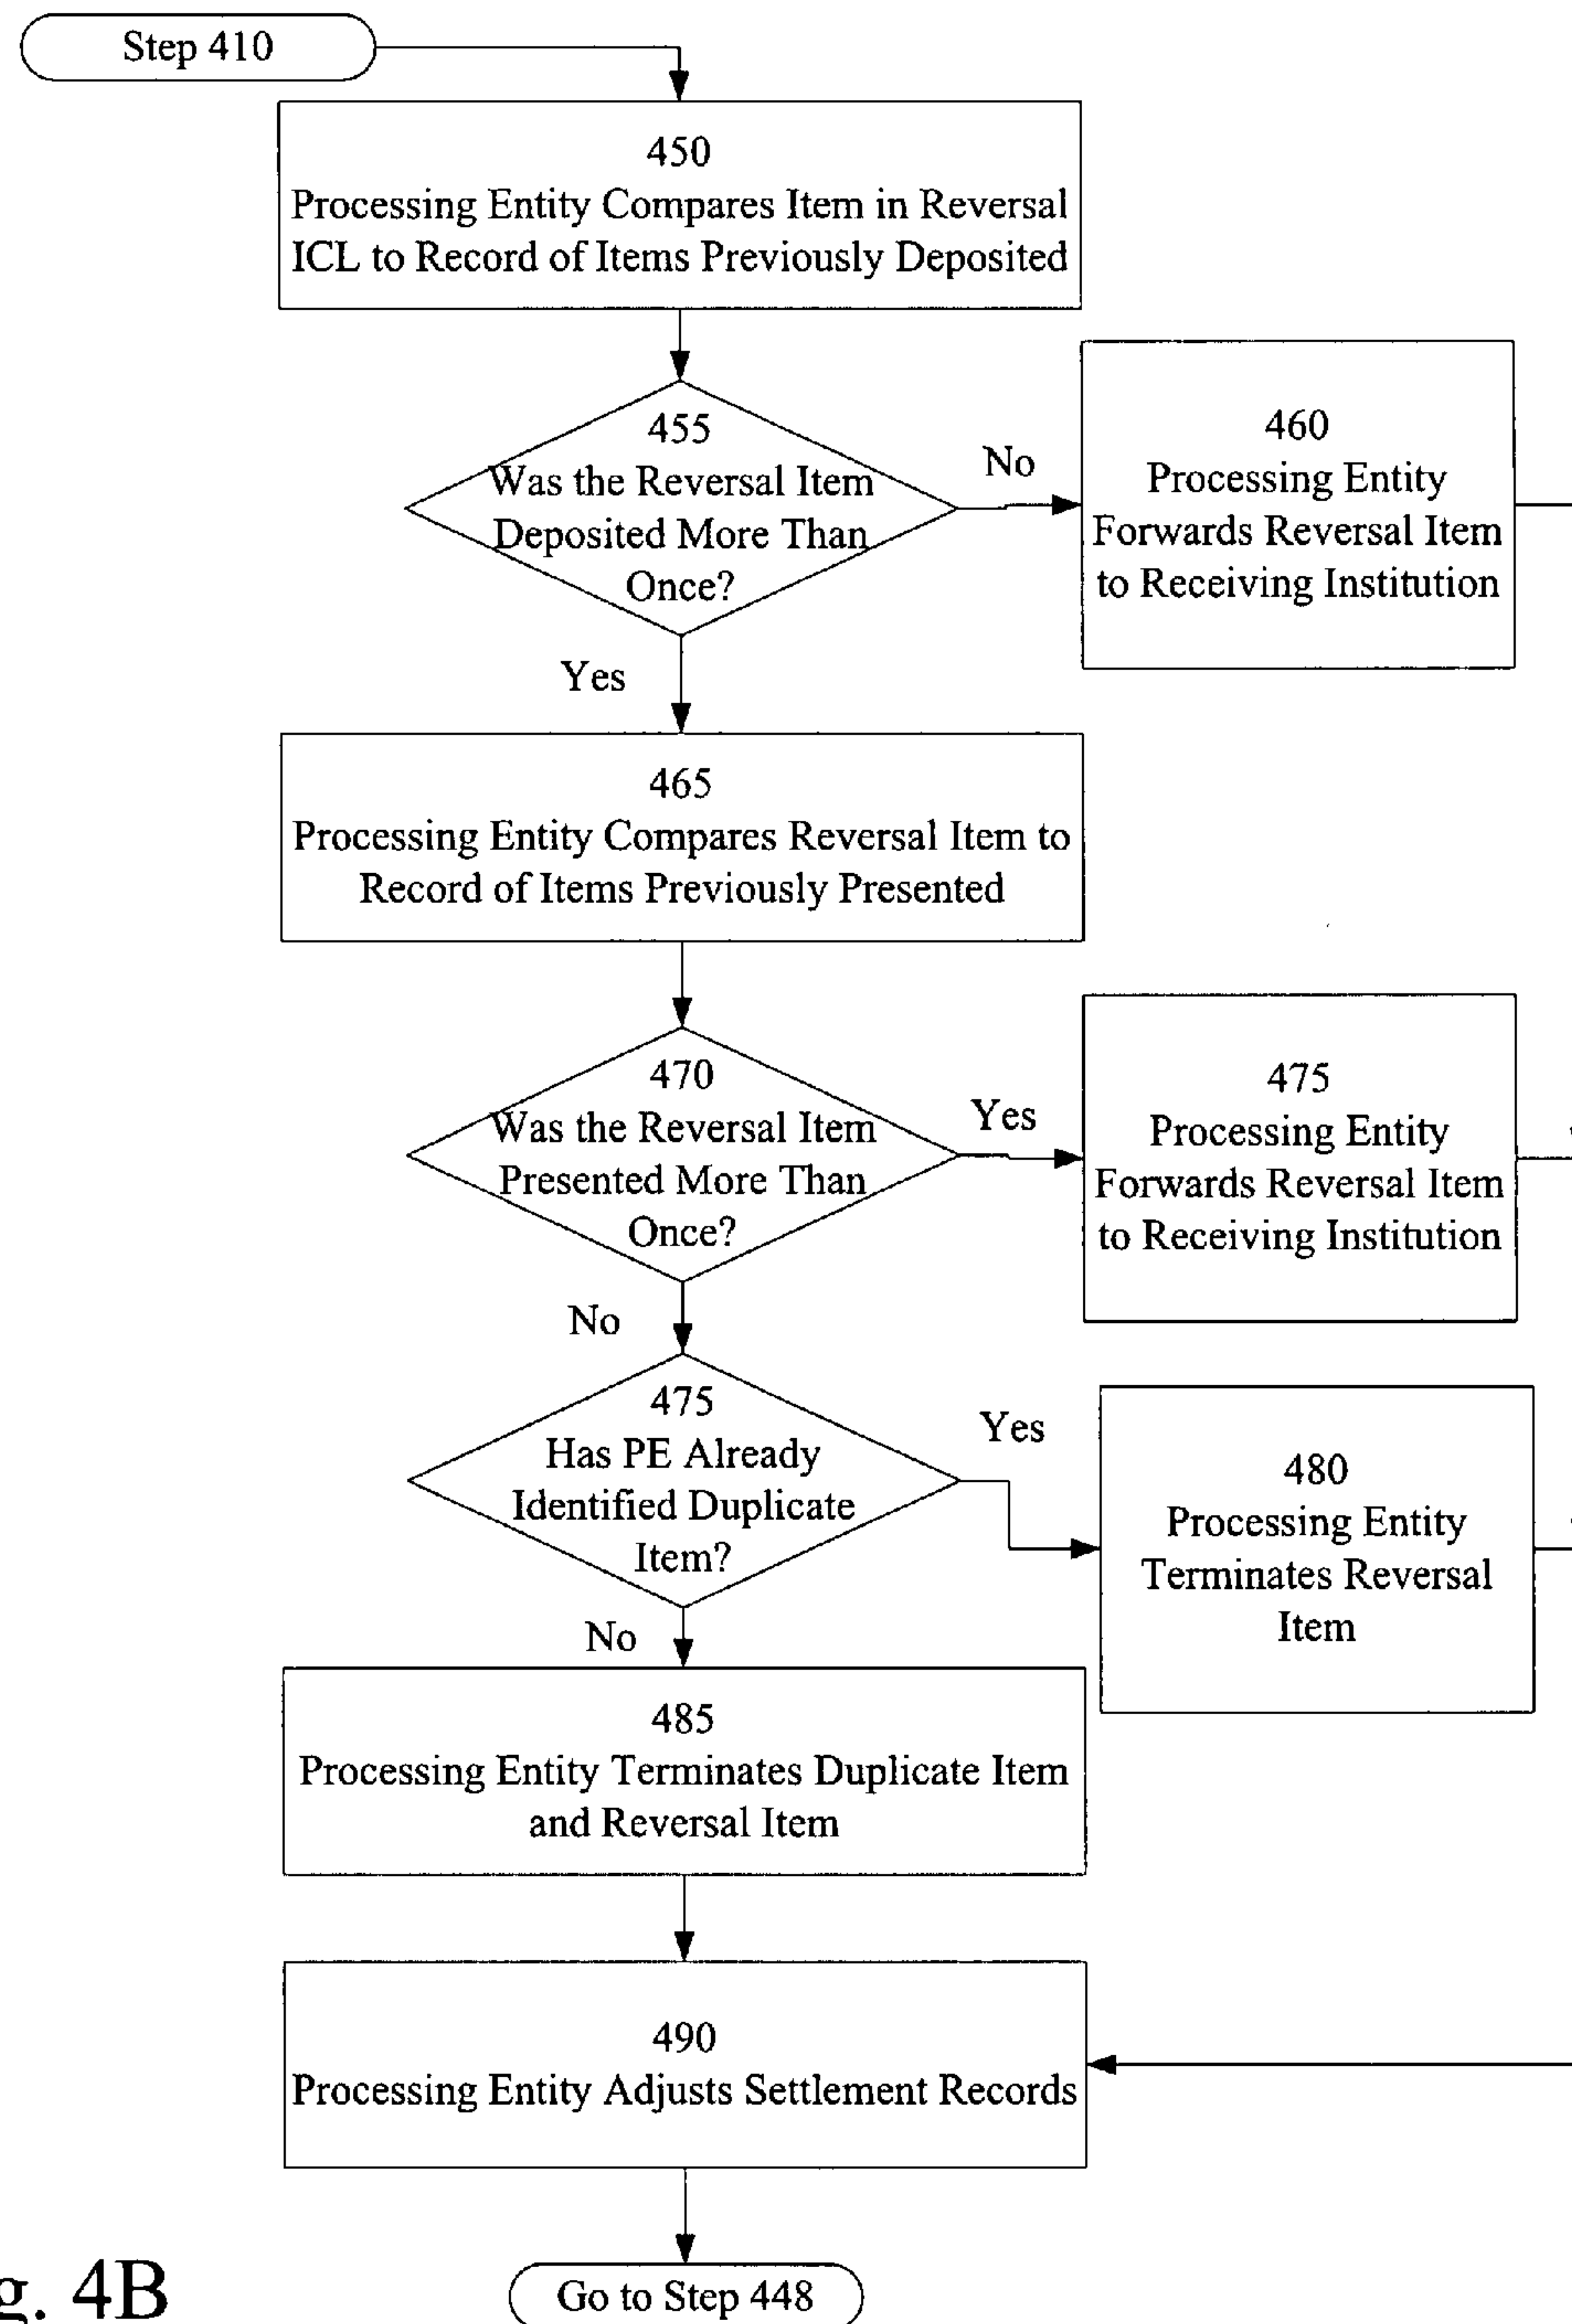 Step 410
450
Processing Entity Compares Item in Reversal
ICL to Record of Items Previously Deposited
455
Was the Reversal Item
Deposited More Than
Once?
No
460
Processing Entity
Forwards Reversal Item
to Receiving Institution
Yes
465
Processing Entity Compares Reversal Item to
Record of Items Previously Presented
470
Was the Reversal Item
Presented More Than
Once?
Yes
475
Processing Entity
Forwards Reversal Item
to Receiving Institution
No
475
Has PE Already
Identified Duplicate
Item?
Yes
480
Processing Entity
Terminates Reversal
Item
No
485
Processing Entity Terminates Duplicate Item
and Reversal Item
490
Processing Entity Adjusts Settlement Records
Go to Step 448
g. 4B